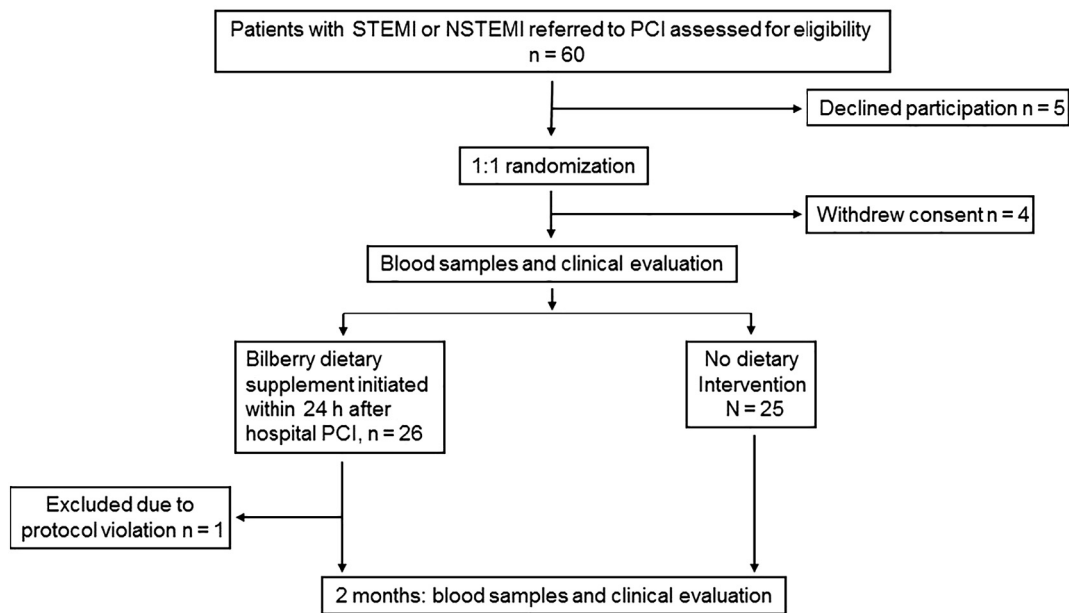 Patients with STEMI or NSTEMI referred to PCI assessed for eligibility
n = 60
Declined participation n = 5
1:1 randomization
Withdrew consent n = 4
Blood samples and clinical evaluation
Bilberry dietary
supplement initiated
within 24 h after
hospital PCI, n = 26
No dietary
Intervention
N = 25
Excluded due to
protocol violation n = 1
2 months: blood samples and clinical evaluation